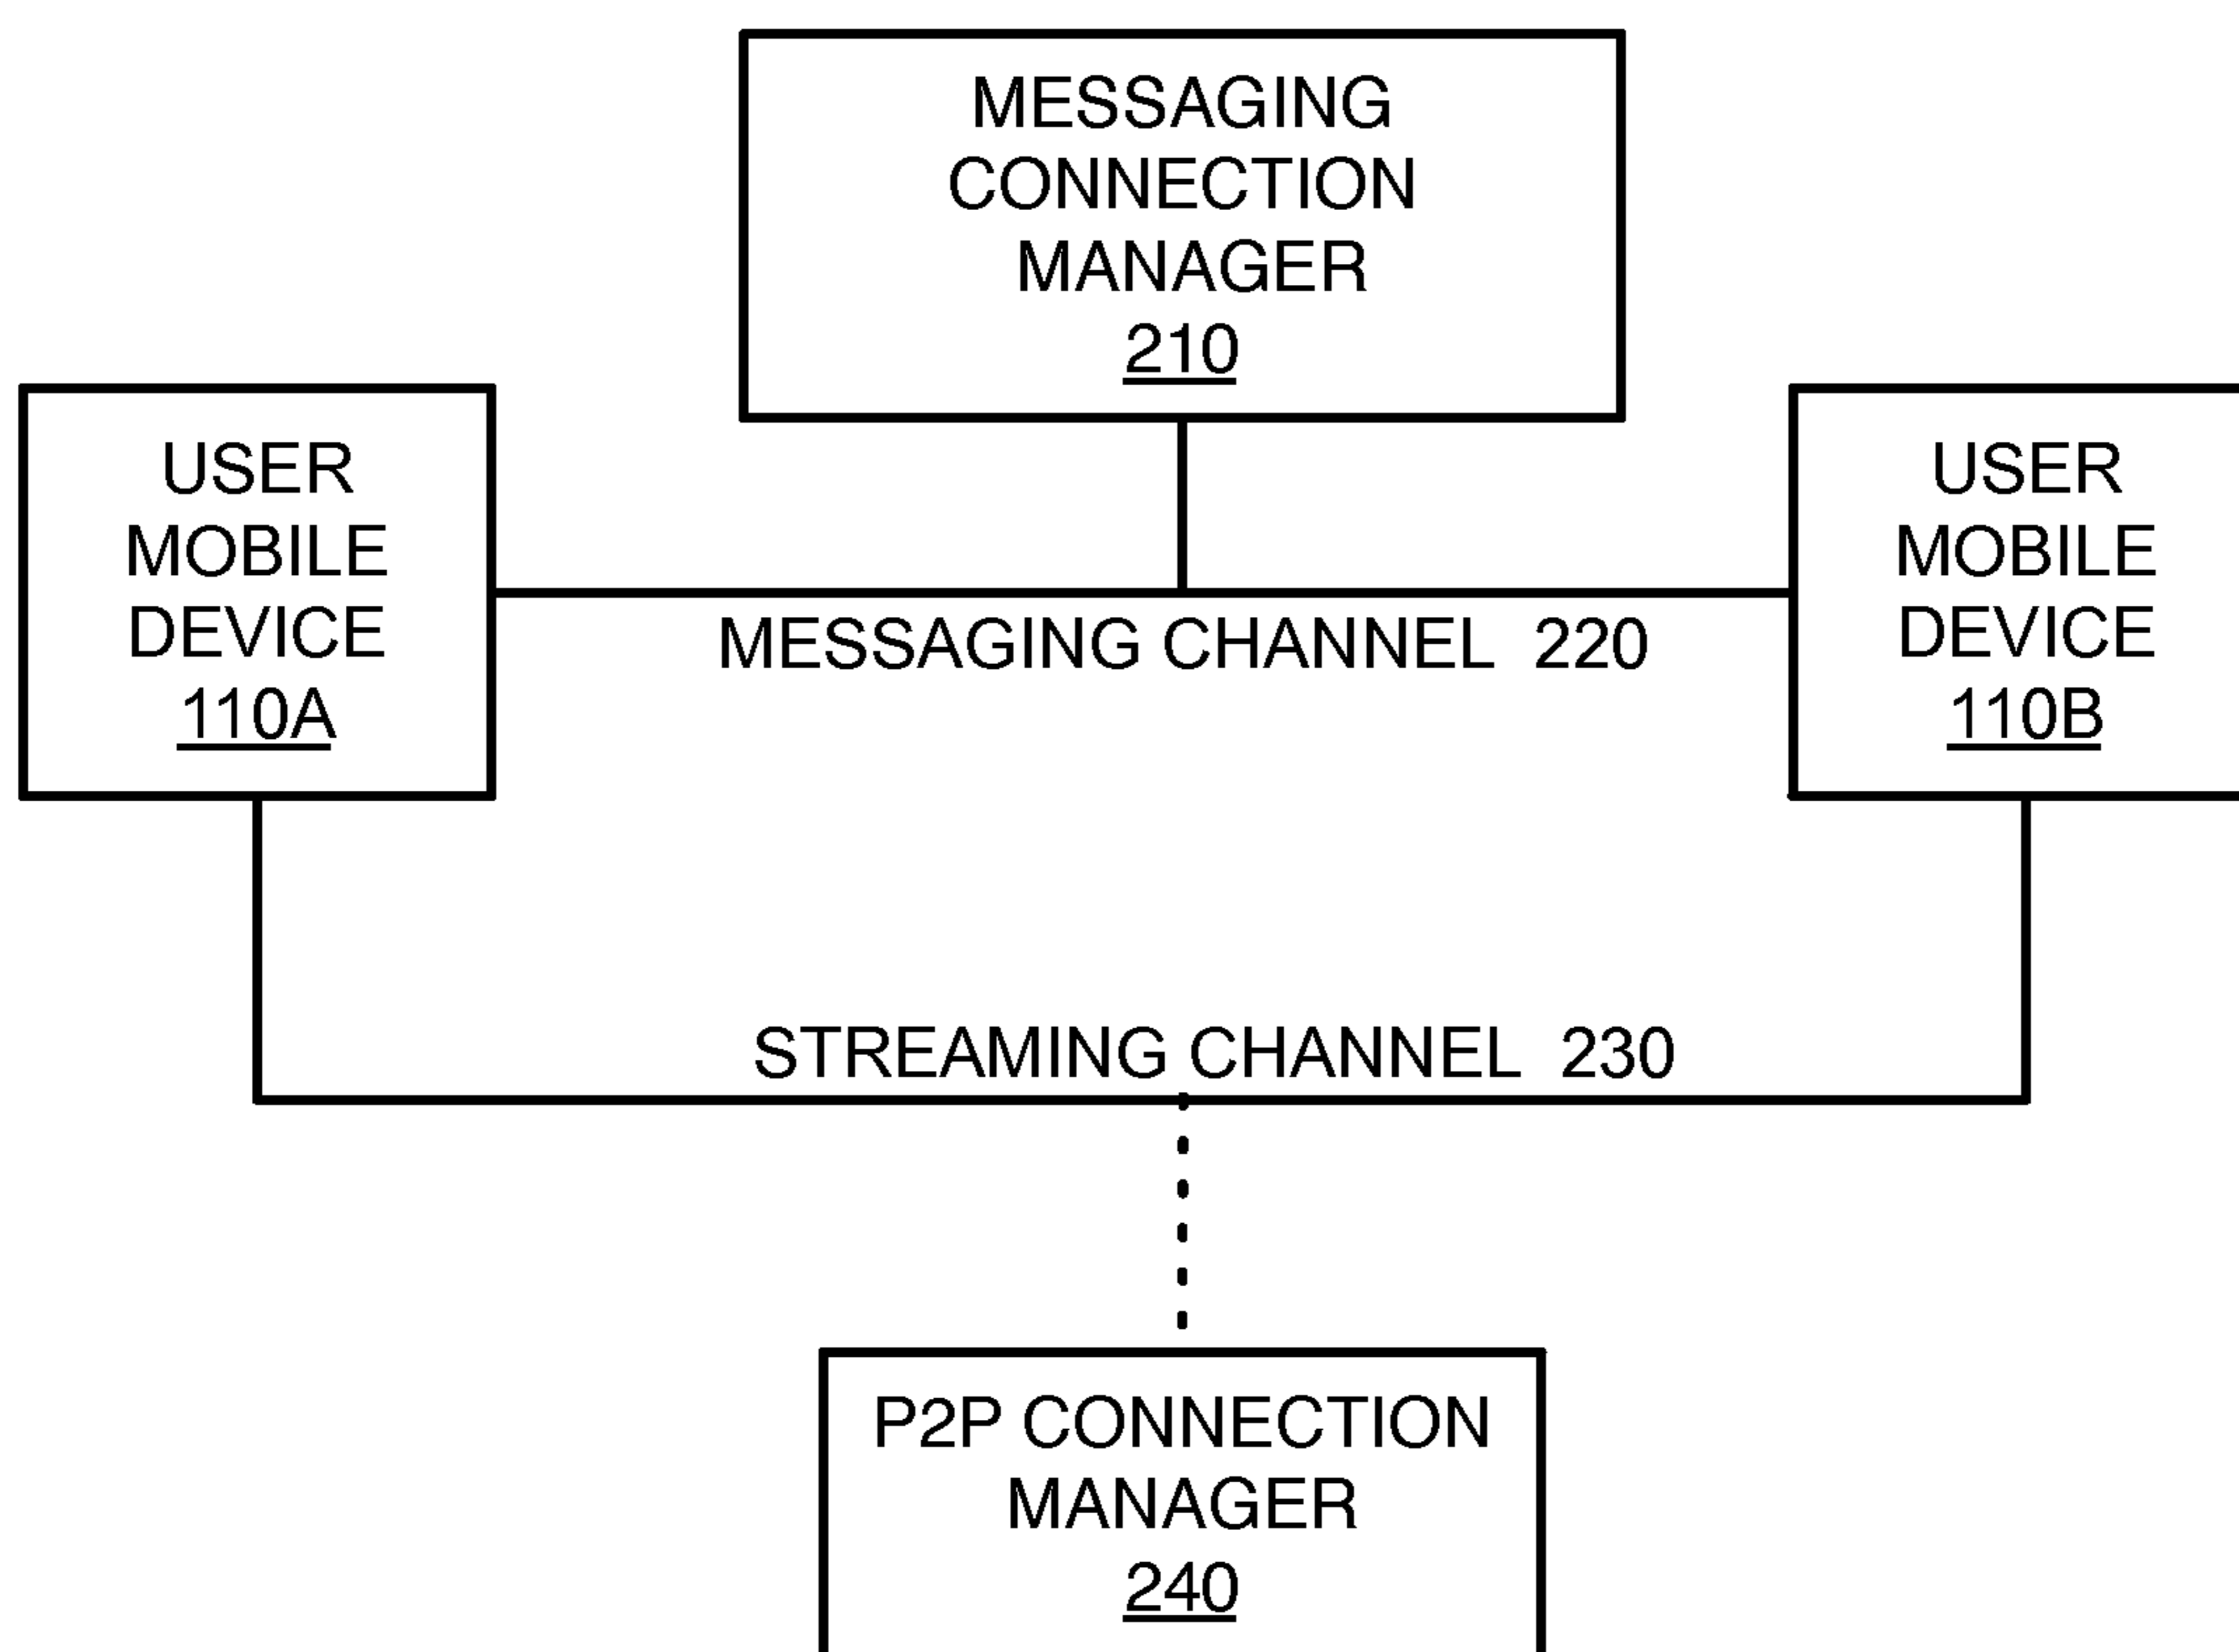 MESSAGING
CONNECTION
MANAGER
210
USER
MOBILE
DEVICE
110A
USER
MOBILE
DEVICE
110B
MESSAGING CHANNEL 220
STREAMING CHANNEL 230
P2P CONNECTION
MANAGER
240